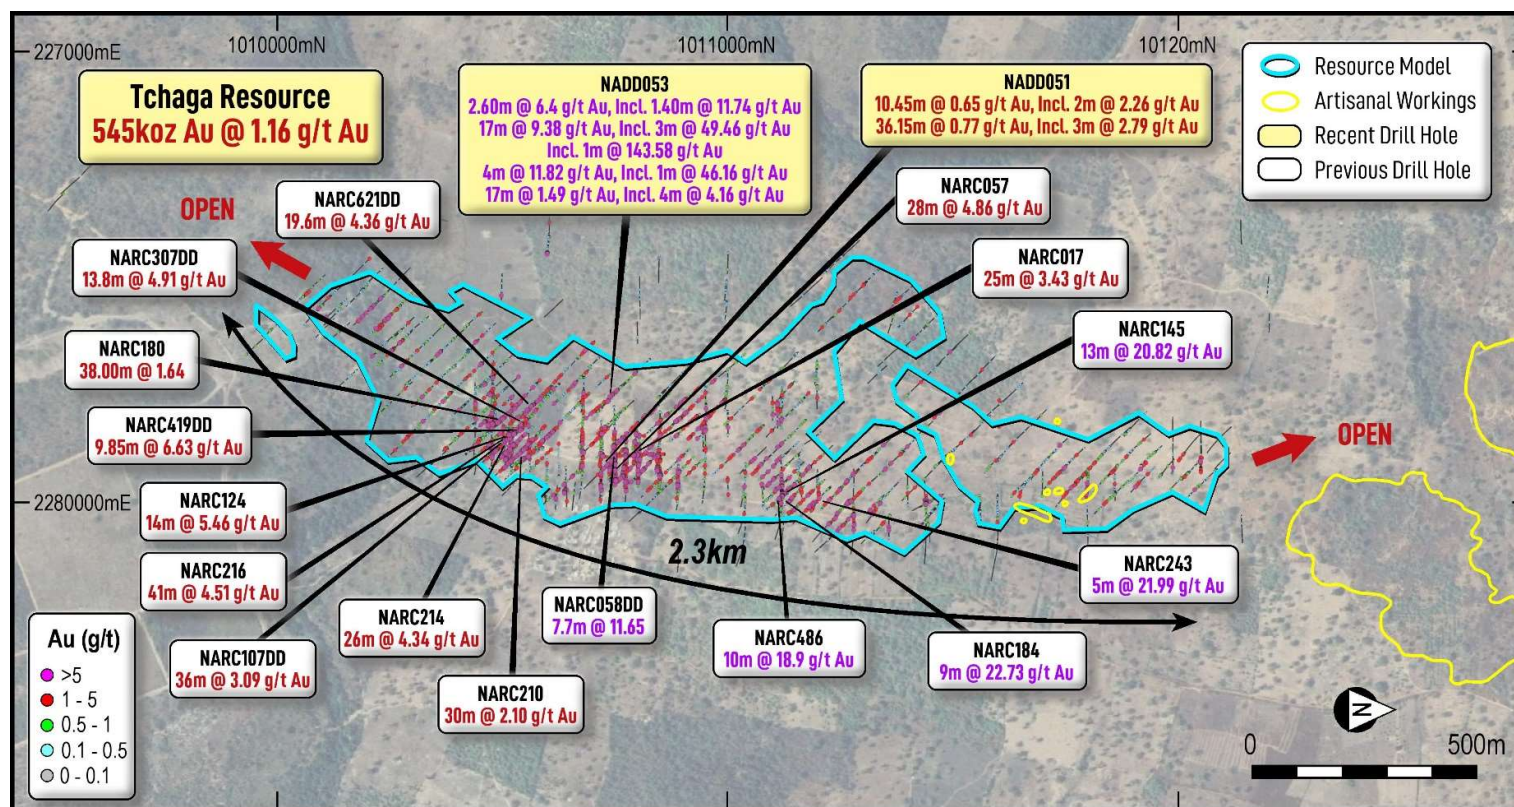 1010000mN
1011000mN
10120mN
227000mE
Tchaga Resource
545koz Au @ 1.16 g/t Au
NADD053
2.60m @ 6.4 g/t Au, Incl. 1.40m @ 11.74 g/t Au
17m @ 9.38 g/t Au, Incl. 3m @ 49.46 g/t Au
Incl. 1m @ 143.58 g/t Au
4m @ 11.82 g/t Au, Incl. 1m @ 46.16 g/t Au
17m @ 1.49 g/t Au, Incl. 4m @ 4.16 g/t Au
NADD051
10.45m @ 0.65 g/t Au, Incl. 2m @ 2.26 g/t Au
36.15m @ 0.77 g/t Au, Incl. 3m @ 2.79 g/t Au
Resource Model
Artisanal Workings
Recent Drill Hole
Previous Drill Hole
OPEN
NARC621DD
19.6m @ 4.36 g/t Au
NARC057
28m @ 4.86 g/t Au
NARC307DD
13.8m @ 4.91 g/t Au
NARC017
25m @ 3.43 g/t Au
NARC180
38.00m @ 1.64
NARC145
13m @ 20.82 g/t Au
NARC419DD
9.85m @ 6.63 g/t Au
OPEN
2280000mE
NARC124
14m @ 5.46 g/t Au
NARC216
41m @ 4.51 g/t Au
2.3km
NARC243
5m @ 21.99 g/t Au
NARC058DD
7.7m @ 11.65
NARC214
26m @ 4.34 g/t Au
NARC486
10m @ 18.9 g/t Au
NARC184
9m @ 22.73 g/t Au
NARC107DD
36m @ 3.09 g/t Au
NARC210
30m @ 2.10 g/t Au
Au (g/t)
>5
1 - 5
0.5 - 1
0.1 - 0.5
0 - 0.1
N
0
500m